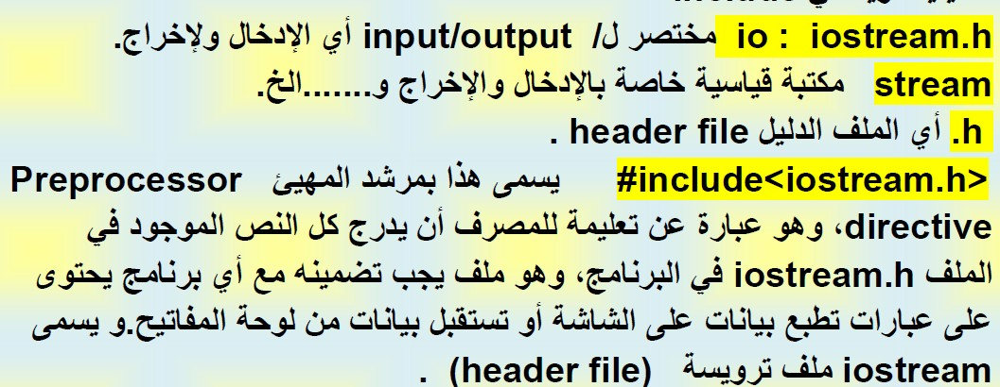 iostream.h : io مختصر ل/ input/output أي الإدخال ولإخراج.
stream مكتبة قياسية خاصة بالإدخال والإخراج و.......الخ.
.h أي الملف الدليل header file .
#include<iostream.h> يسمى هذا بمرشد المهيئ Preprocessor
directive، وهو عبارة عن تعليمة للمصرف أن يدرج كل النص الموجود في
الملف iostream.h في البرنامج، وهو ملف يجب تضمينه مع أي برنامج يحتوى
على عبارات تطبع بيانات على الشاشة أو تستقبل بيانات من لوحة المفاتيح.و يسمى
iostream ملف ترويسة (header file) .